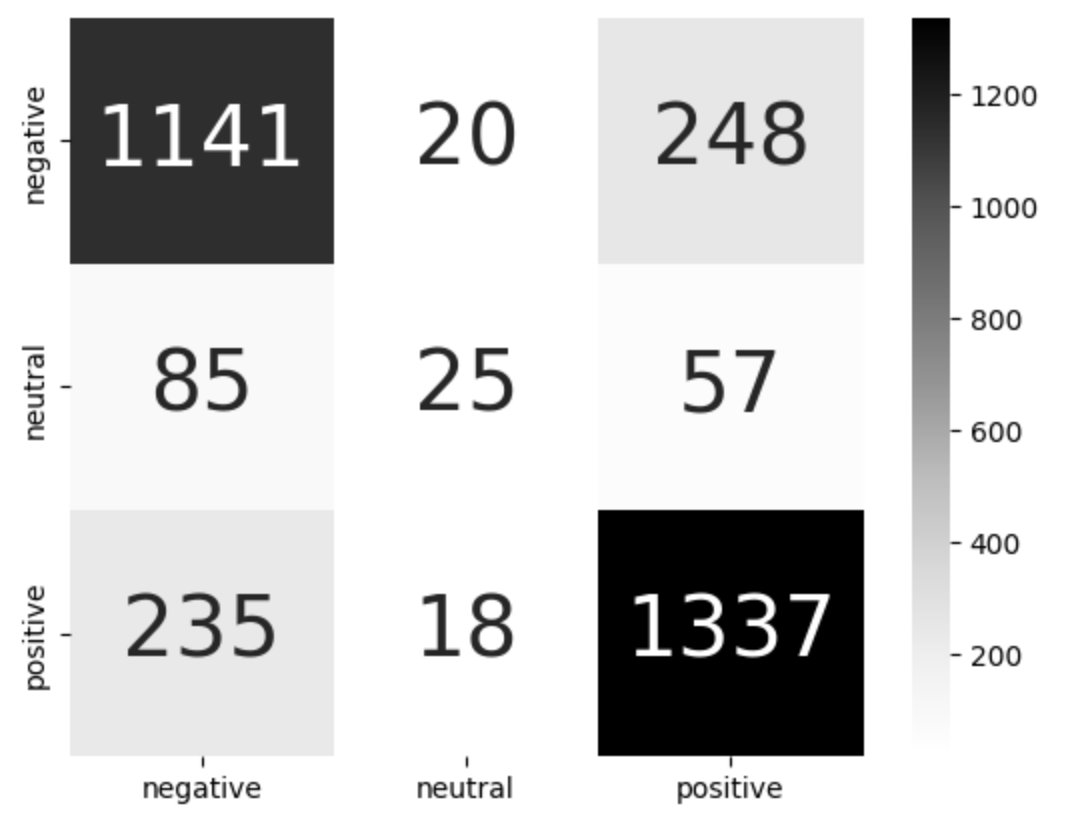 negative 1141 20 248
neutral 85 25 57
positive 235 18 1337
negative neutral positive
1200
1000
800
600
400
200